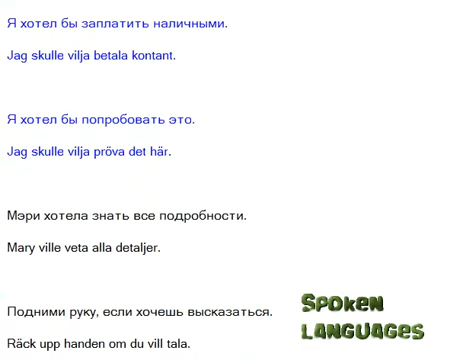 Я хотел бы заплатить наличными.
Jag skulle vilja betala kontant.
Я хотел бы попробовать это.
Jag skulle vilja pröva det här.
Мэри хотела знать все подробности.
Mary ville veta alla detaljer.
Подними руку, если хочешь высказаться.
Räck upp handen om du vill tala.
SPOKEN
LANGUAGES